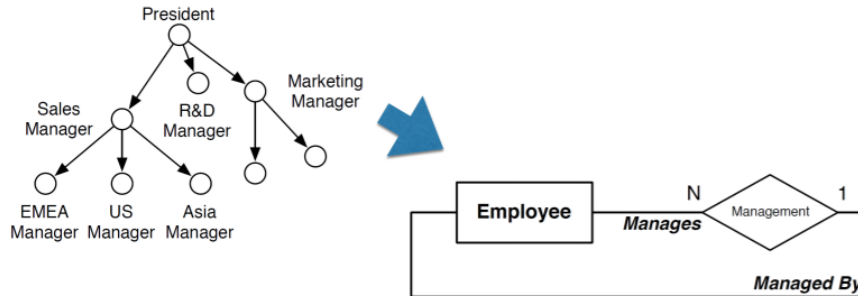 President
Marketing
Manager
R&D
Manager
Sales
Manager
EMEA
Manager
US
Manager
Asia
Manager
Employee
Manages
N
Management
1
Managed By